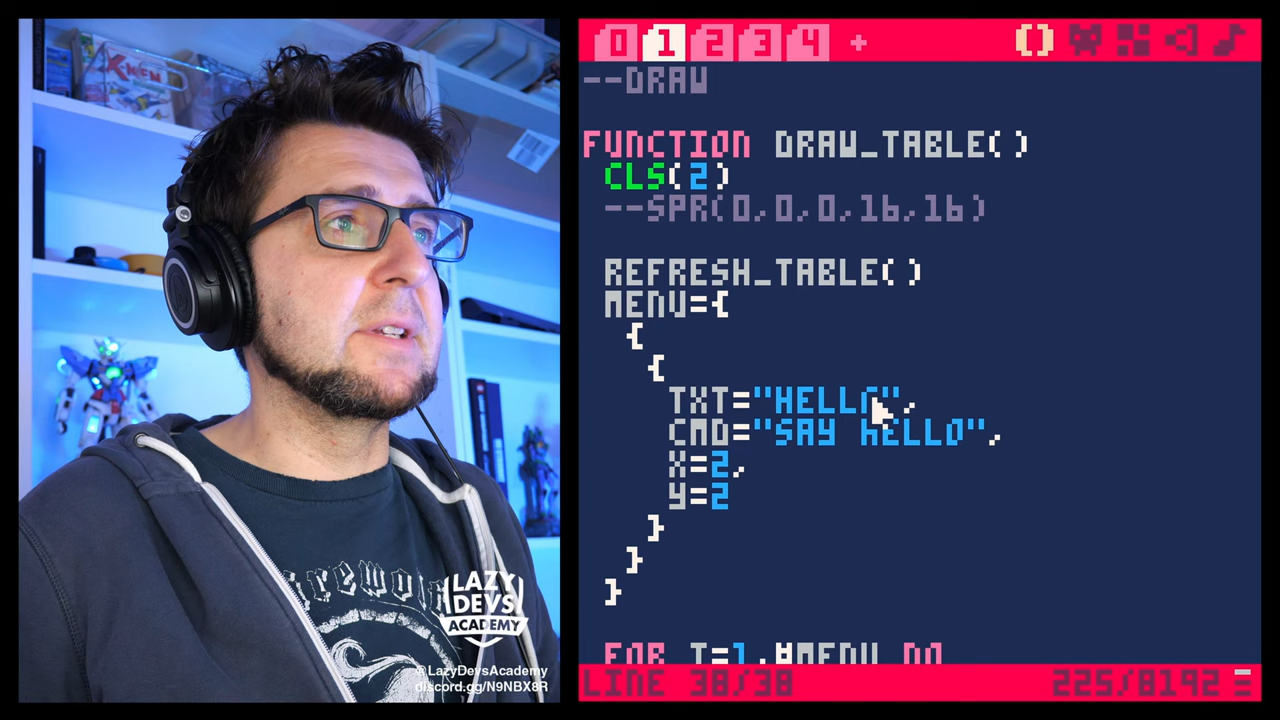 X-MEN
LAZY
DEVS
ACADEMY
@LazyDevsAcademy
discord.gg/N9NBX8R
0 1 2 3 4 +
--DRAW
FUNCTION DRAW_TABLE()
CLS(2)
--SPR(0,0,0,16,16)
REFRESH_TABLE()
MENU={
{
{
TXT="HELLO",
CMD="SAY HELLO",
X=2,
Y=2
}
}
}
FOR I=1,#MENU DO
LINE 38/38
225/8192